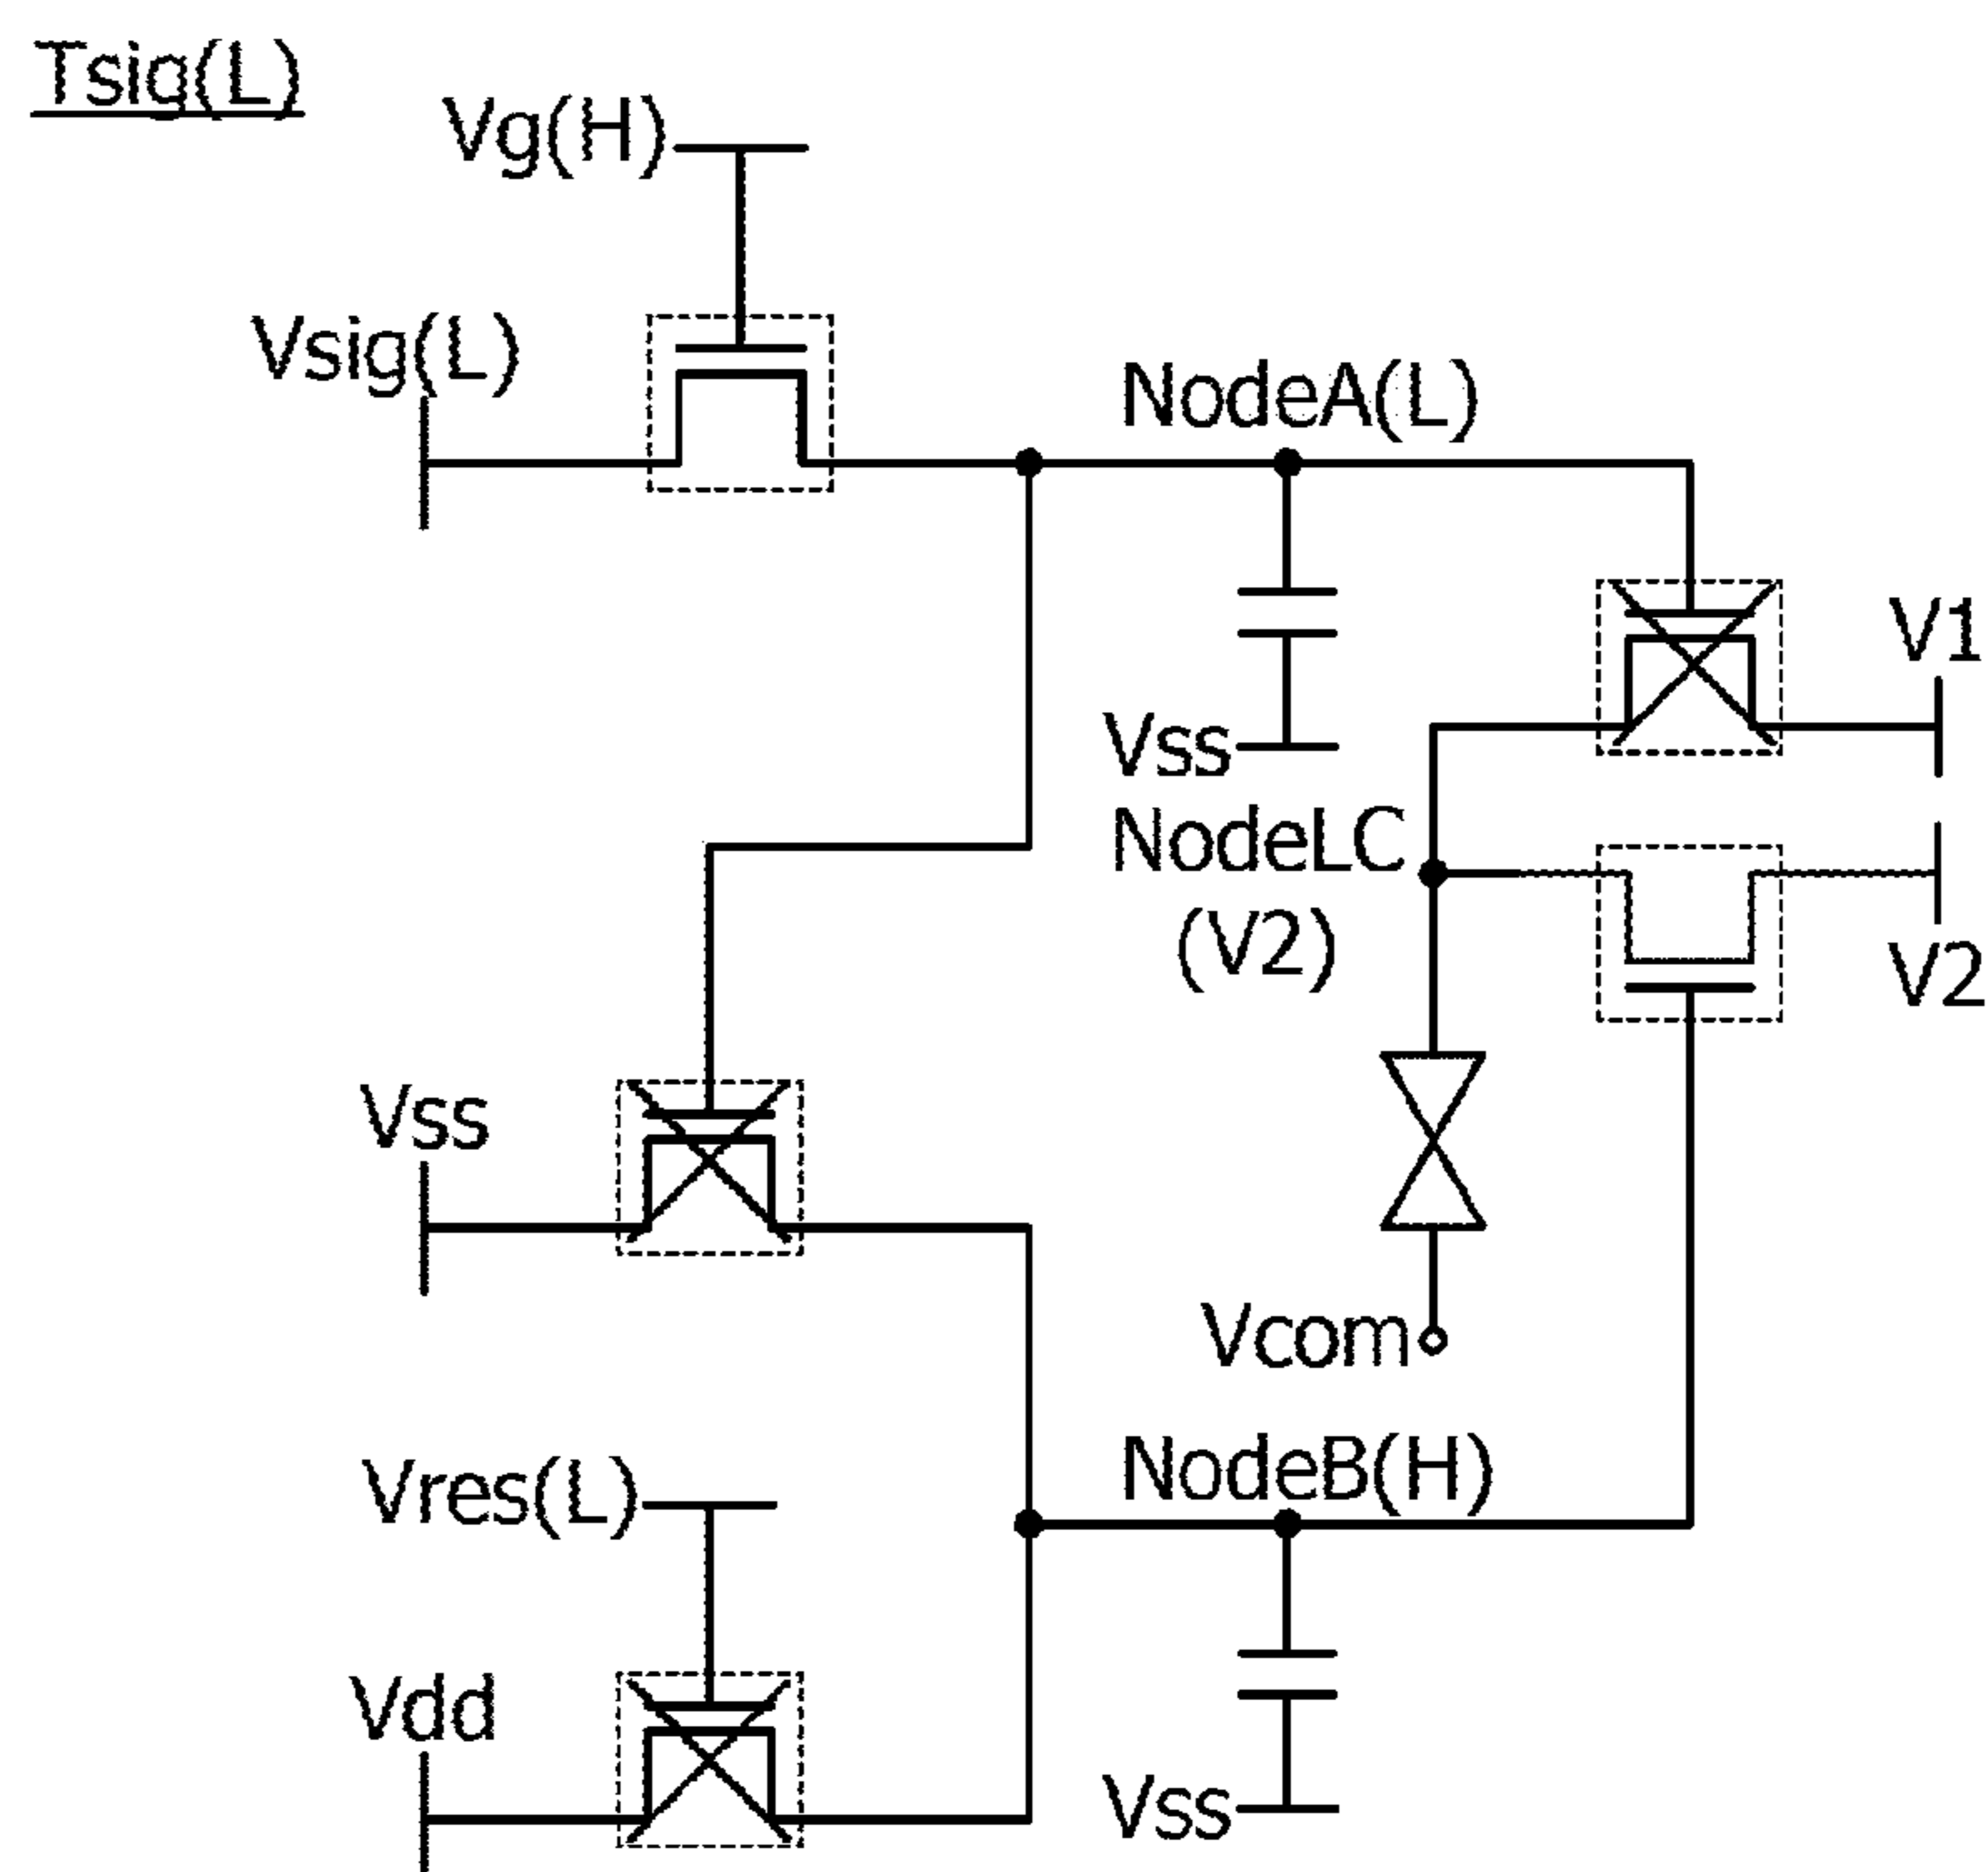 Tsig(L)
Vg(H)
Vsig(L)
NodeA(L)
V1
Vss
NodeLC
(V2)
V2
Vss
Vcom
NodeB(H)
Vres(L)
Vdd
Vss